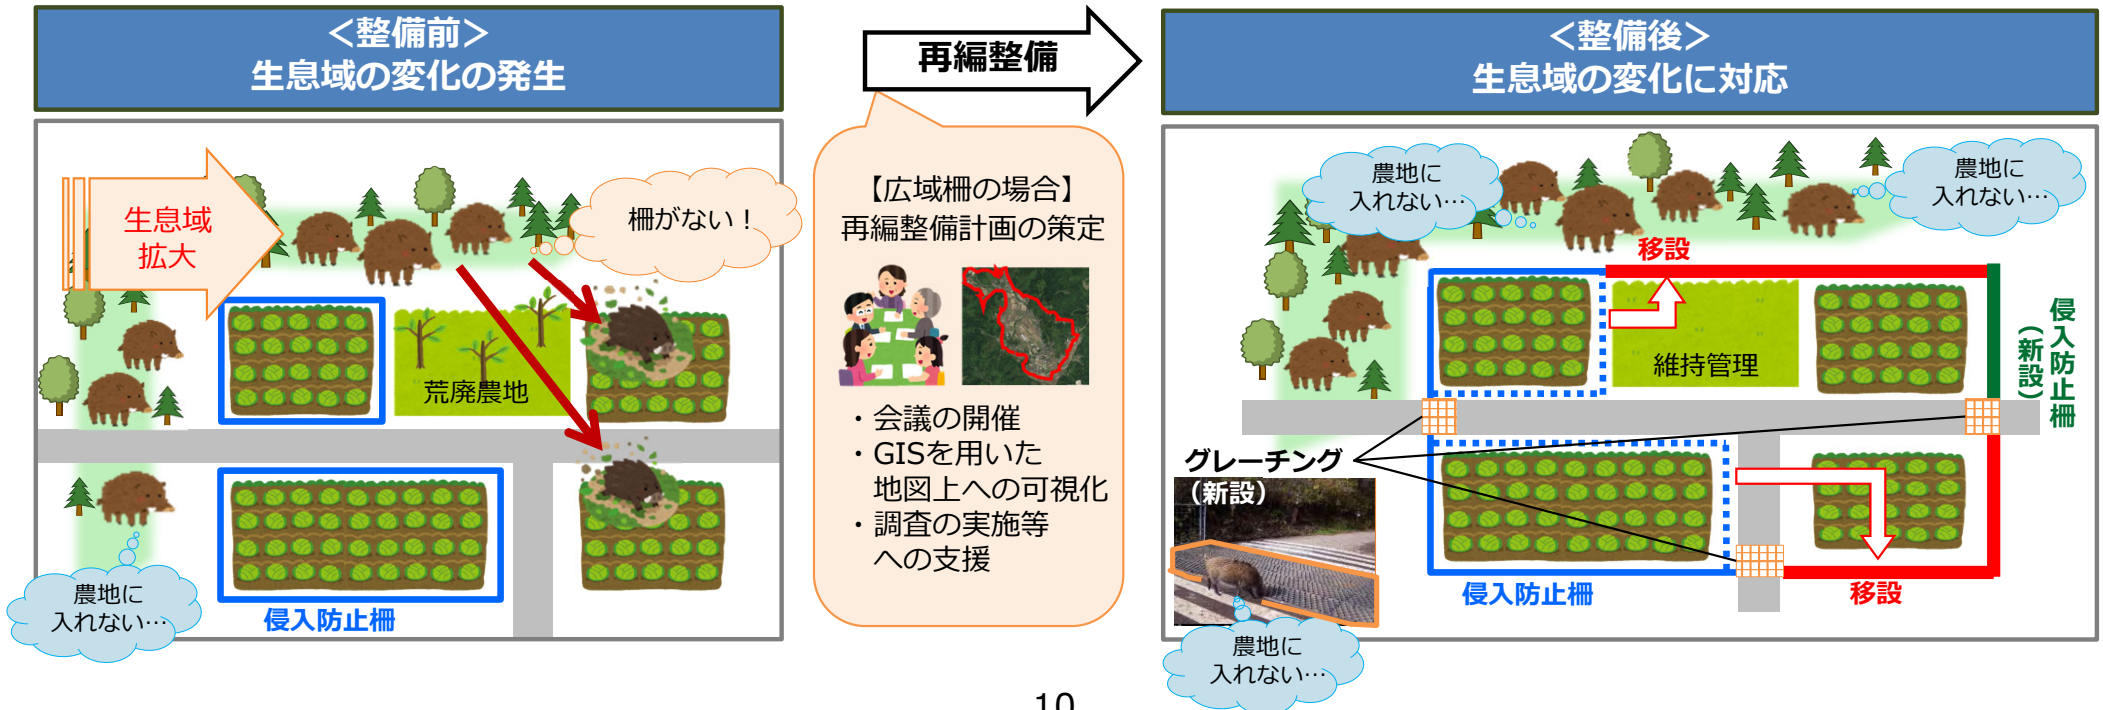 ＜整備前＞
生息域の変化の発生
生息域
拡大
柵がない！
荒廃農地
農地に
入れない…
侵入防止柵
再編整備
【広域柵の場合】
再編整備計画の策定
・会議の開催
・GISを用いた
地図上への可視化
・調査の実施等
への支援
＜整備後＞
生息域の変化に対応
農地に
入れない…
農地に
入れない…
移設
維持管理
侵入防止柵
（新設）
グレーチング
（新設）
侵入防止柵
移設
農地に
入れない…
10